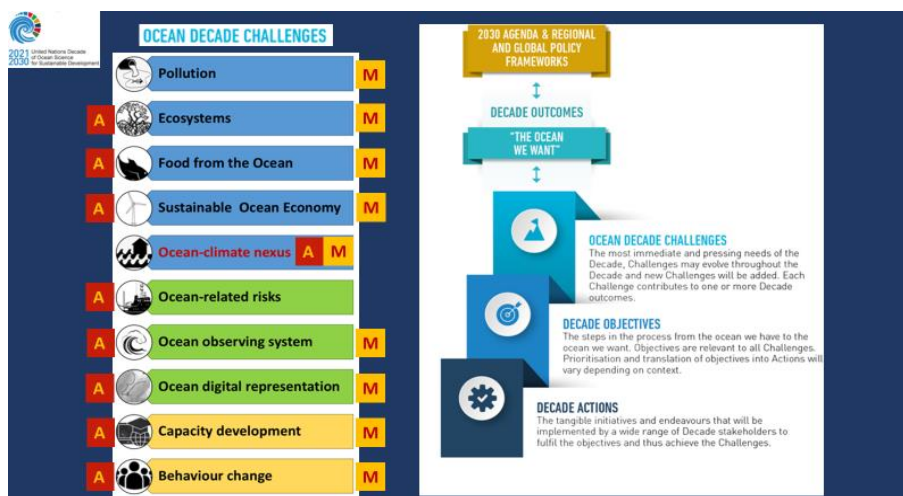 2021 United Nations Decade
of Ocean Science
2030 for Sustainable Development
OCEAN DECADE CHALLENGES
Pollution M
A Ecosystems M
A Food from the Ocean M
A Sustainable Ocean Economy M
Ocean-climate nexus A M
A Ocean-related risks
A Ocean observing system M
A Ocean digital representation M
A Capacity development M
A Behaviour change M
2030 AGENDA & REGIONAL
AND GLOBAL POLICY
FRAMEWORKS
DECADE OUTCOMES
"THE OCEAN
WE WANT"
OCEAN DECADE CHALLENGES
The most immediate and pressing needs of the
Decade, Challenges may evolve throughout the
Decade and new Challenges will be added. Each
Challenge contributes to one or more Decade
outcomes.
DECADE OBJECTIVES
The steps in the process from the ocean we have to the
ocean we want. Objectives are relevant to all Challenges.
Prioritisation and translation of objectives into Actions will
vary depending on context.
DECADE ACTIONS
The tangible initiatives and endeavours that will be
implemented by a wide range of Decade stakeholders to
fulfil the objectives and thus achieve the Challenges.